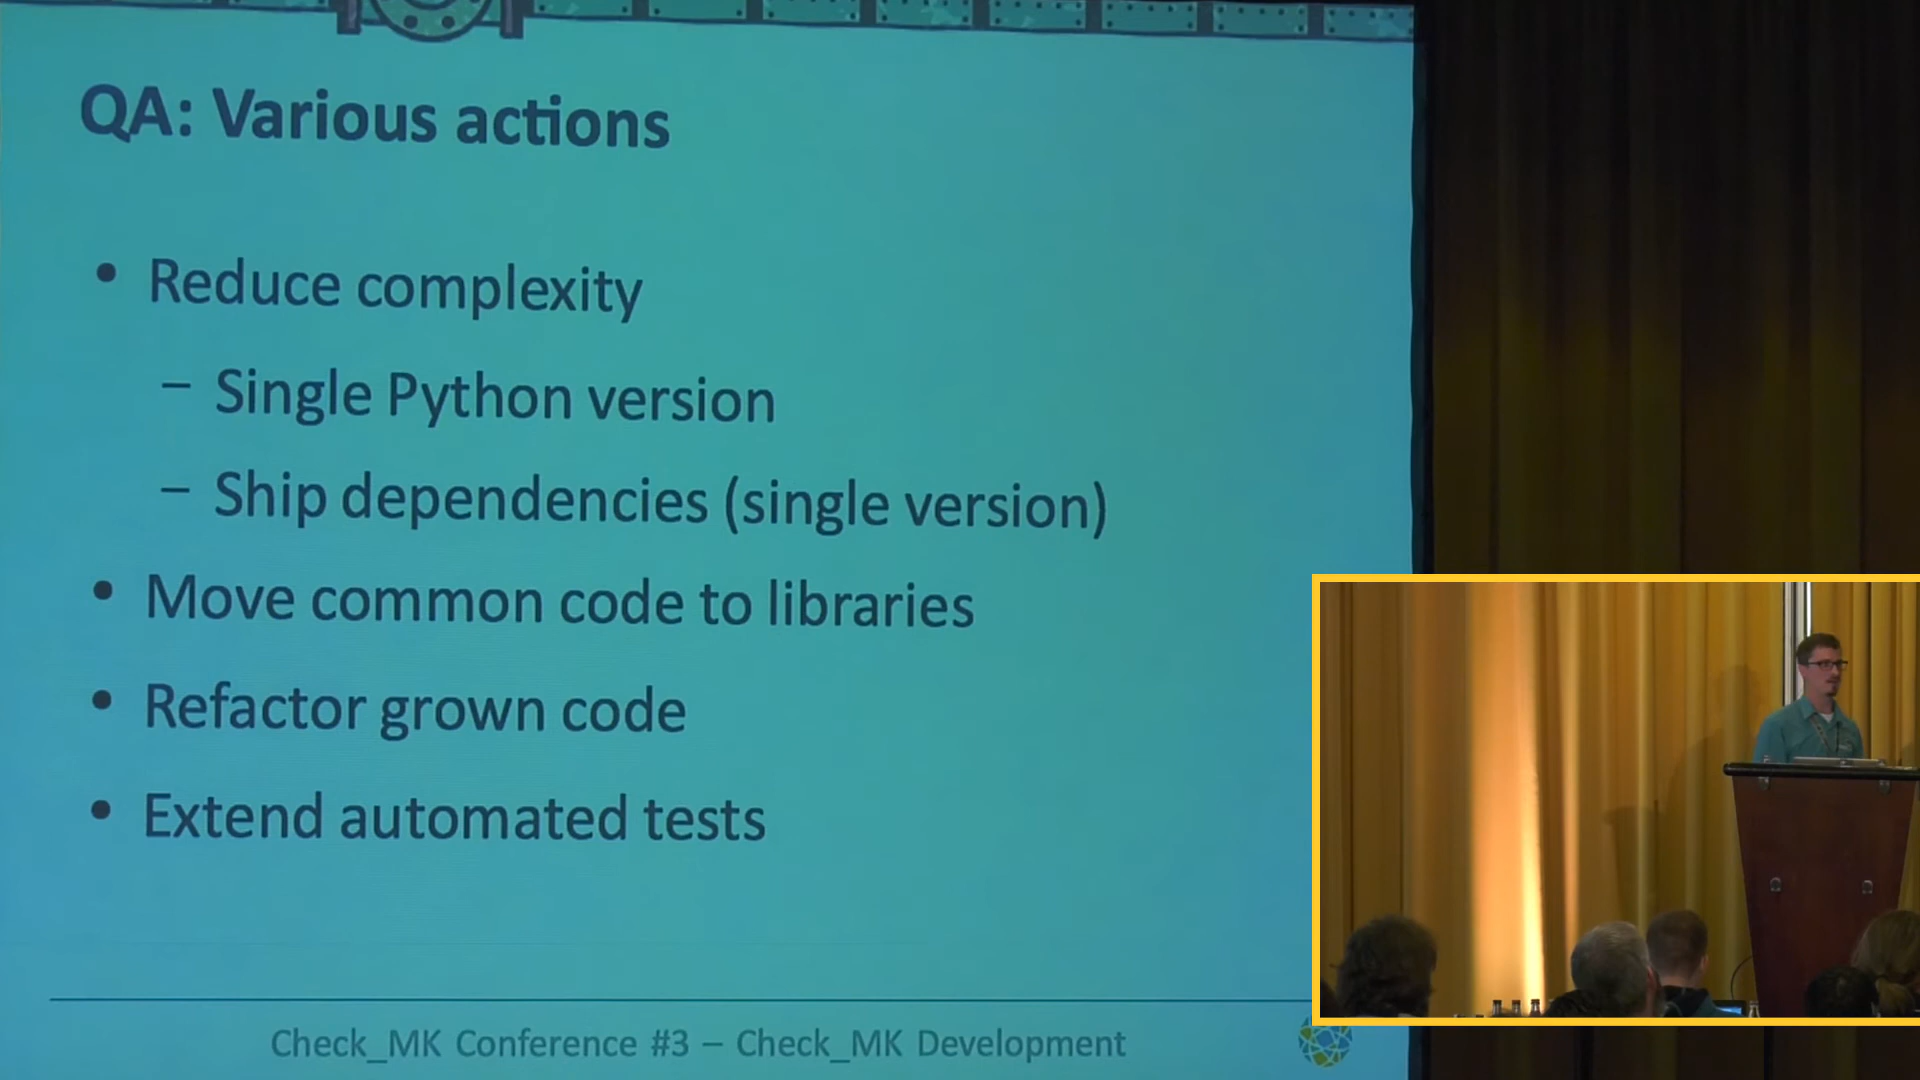 QA: Various actions
• Reduce complexity
– Single Python version
– Ship dependencies (single version)
• Move common code to libraries
• Refactor grown code
• Extend automated tests
Check_MK Conference #3 – Check_MK Development